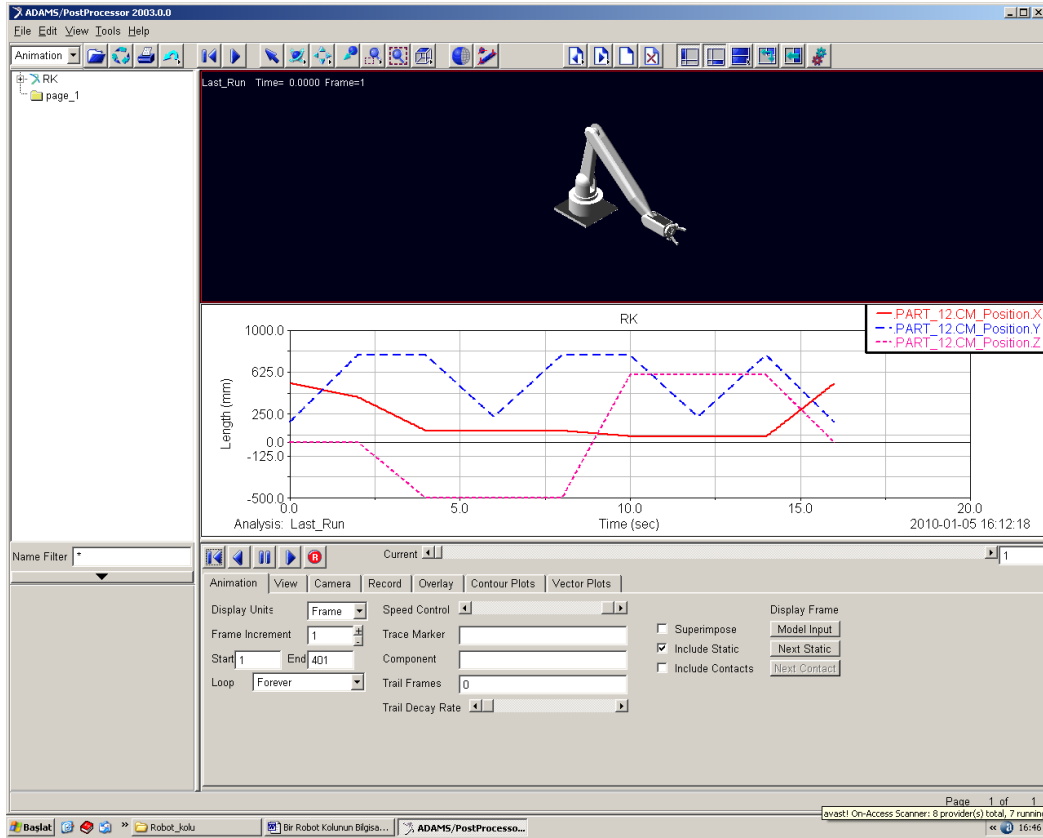 ADAMS/PostProcessor 2003.0.0
File Edit View Tools Help
Animation
RK
page_1
Last_Run Time= 0.0000 Frame=1
RK
.PART_12.CM_Position.X
.PART_12.CM_Position.Y
.PART_12.CM_Position.Z
1000.0
625.0
250.0
0.0
-125.0
-500.0
Length (mm)
0.0 5.0 10.0 15.0 20.0
Analysis: Last_Run Time (sec) 2010-01-05 16:12:18
Name Filter *
R Current 1
Animation View Camera Record Overlay Contour Plots Vector Plots
Display Units Frame Speed Control Display Frame
Frame Increment 1 + - Trace Marker Superimpose Model Input
Start 1 End 401 Component Include Static Next Static
Loop Forever Trail Frames 0 Include Contacts Next Contact
Trail Decay Rate
Page 1 of 1
avast! On-Access Scanner: 8 provider(s) total, 7 runnin
Başlat » Robot_kolu Bir Robot Kolunun Bilgisa... ADAMS/PostProcesso... « 16:46